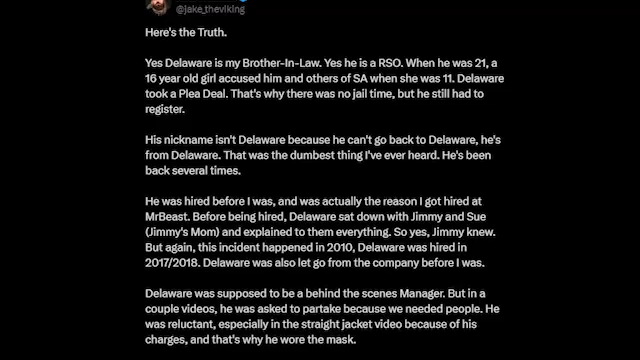 @jake_theviking
Here's the Truth.
Yes Delaware is my Brother-In-Law. Yes he is a RSO. When he was 21, a
16 year old girl accused him and others of SA when she was 11. Delaware
took a Plea Deal. That's why there was no jail time, but he still had to
register.
His nickname isn't Delaware because he can't go back to Delaware, he's
from Delaware. That was the dumbest thing I've ever heard. He's been
back several times.
He was hired before I was, and was actually the reason I got hired at
MrBeast. Before being hired, Delaware sat down with Jimmy and Sue
(Jimmy's Mom) and explained to them everything. So yes, Jimmy knew.
But again, this incident happened in 2010, Delaware was hired in
2017/2018. Delaware was also let go from the company before I was.
Delaware was supposed to be a behind the scenes Manager. But in a
couple videos, he was asked to partake because we needed people. He
was reluctant, especially in the straight jacket video because of his
charges, and that's why he wore the mask.